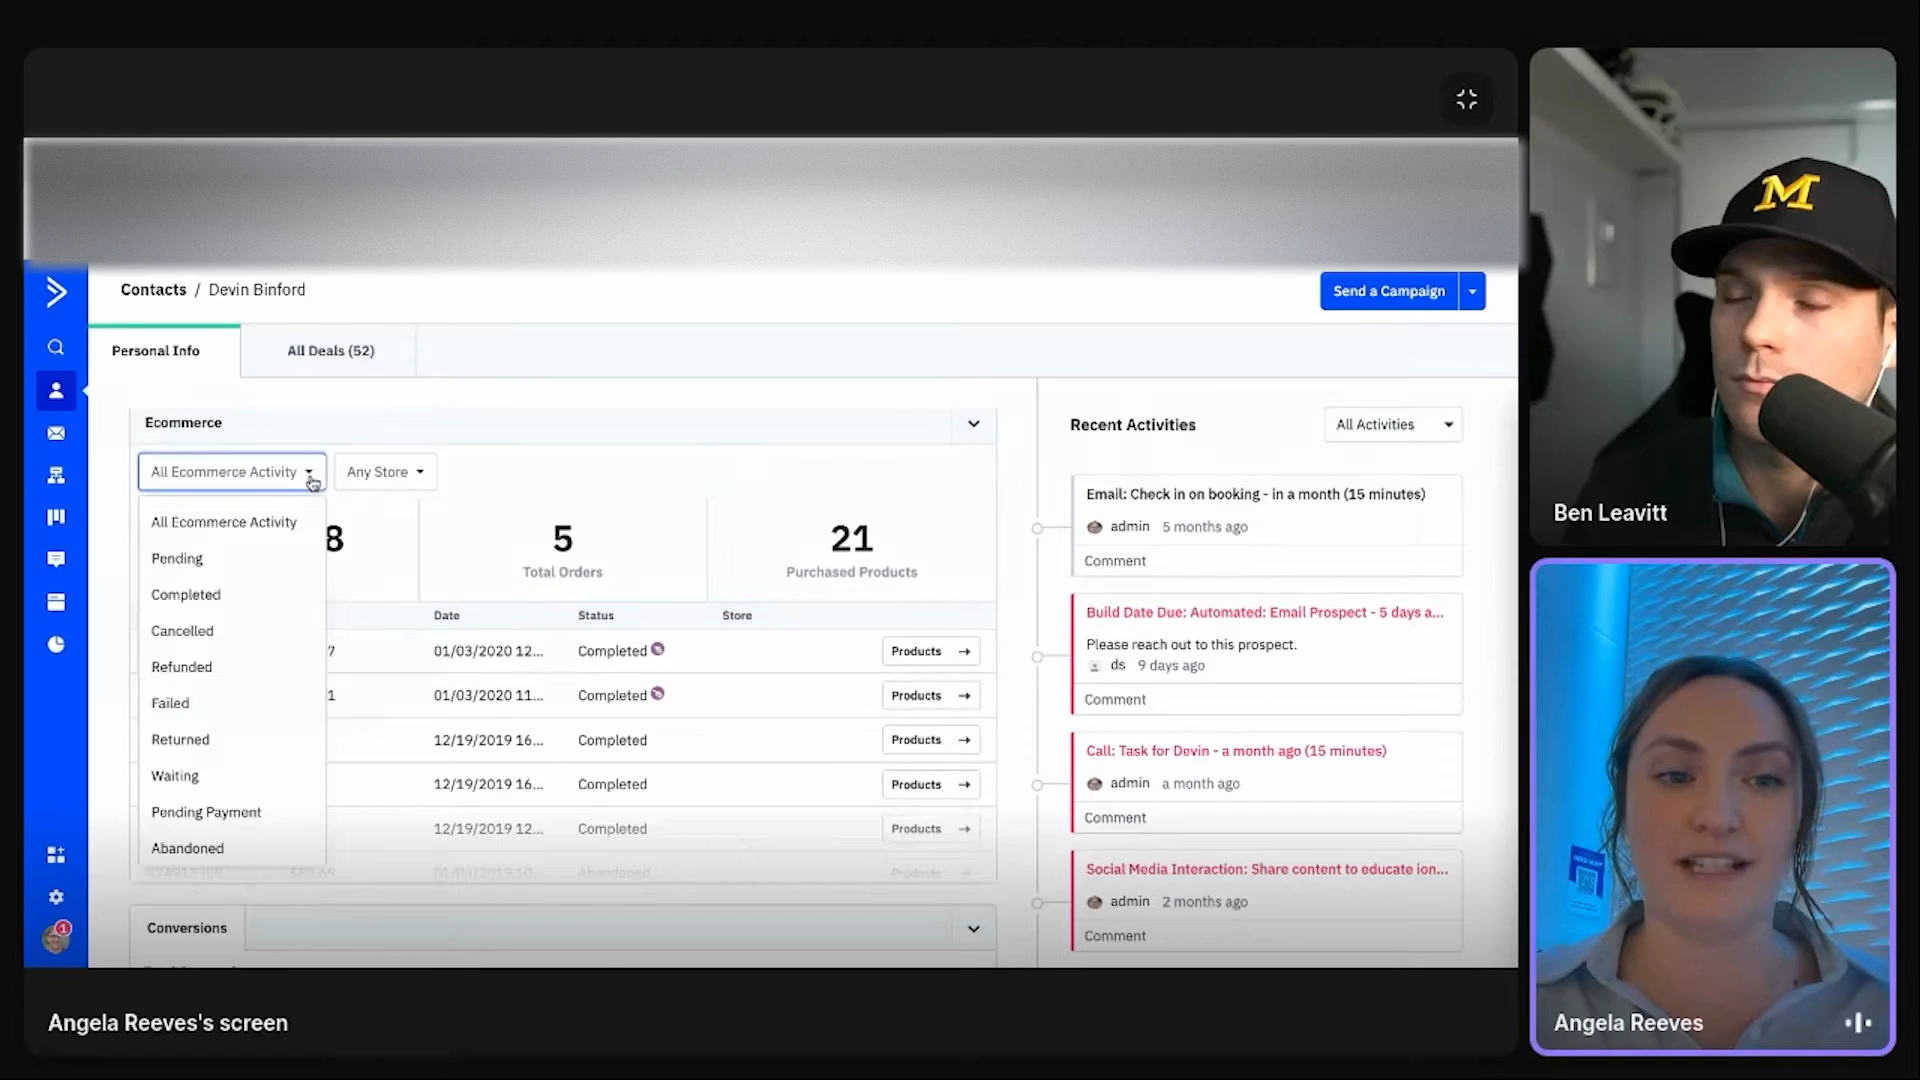 Contacts / Devin Binford
Send a Campaign
Personal Info
All Deals (52)
Ecommerce
All Ecommerce Activity
Any Store
All Ecommerce Activity
Pending
Completed
Cancelled
Refunded
Failed
Returned
Waiting
Pending Payment
Abandoned
8
5
Total Orders
21
Purchased Products
Date Status Store
7 01/03/2020 12... Completed Products →
1 01/03/2020 11... Completed Products →
12/19/2019 16... Completed Products →
12/19/2019 16... Completed Products →
12/19/2019 12... Completed Products →
Abandoned Products
Conversions
Recent Activities
All Activities
Email: Check in on booking - in a month (15 minutes)
admin 5 months ago
Comment
Build Date Due: Automated: Email Prospect - 5 days a...
Please reach out to this prospect.
ds 9 days ago
Comment
Call: Task for Devin - a month ago (15 minutes)
admin a month ago
Comment
Social Media Interaction: Share content to educate ion...
admin 2 months ago
Comment
1
Angela Reeves's screen
M
Ben Leavitt
Angela Reeves